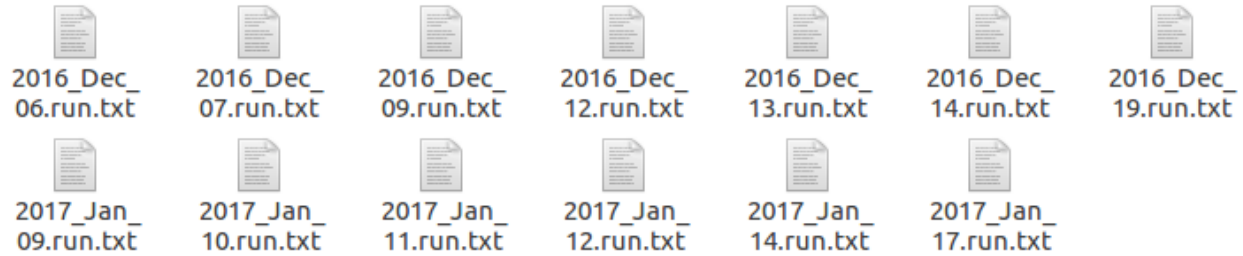 2016_Dec_
06.run.txt
2016_Dec_
07.run.txt
2016_Dec_
09.run.txt
2016_Dec_
12.run.txt
2016_Dec_
13.run.txt
2016_Dec_
14.run.txt
2016_Dec_
19.run.txt
2017_Jan_
09.run.txt
2017_Jan_
10.run.txt
2017_Jan_
11.run.txt
2017_Jan_
12.run.txt
2017_Jan_
14.run.txt
2017_Jan_
17.run.txt